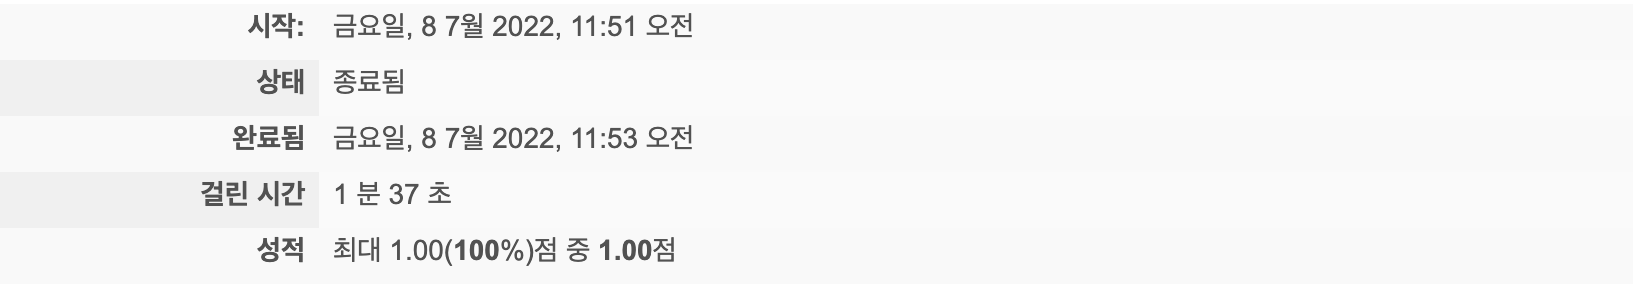 시작: 금요일, 8 7월 2022, 11:51 오전
상태 종료됨
완료됨 금요일, 8 7월 2022, 11:53 오전
걸린 시간 1 분 37 초
성적 최대 1.00(100%)점 중 1.00점